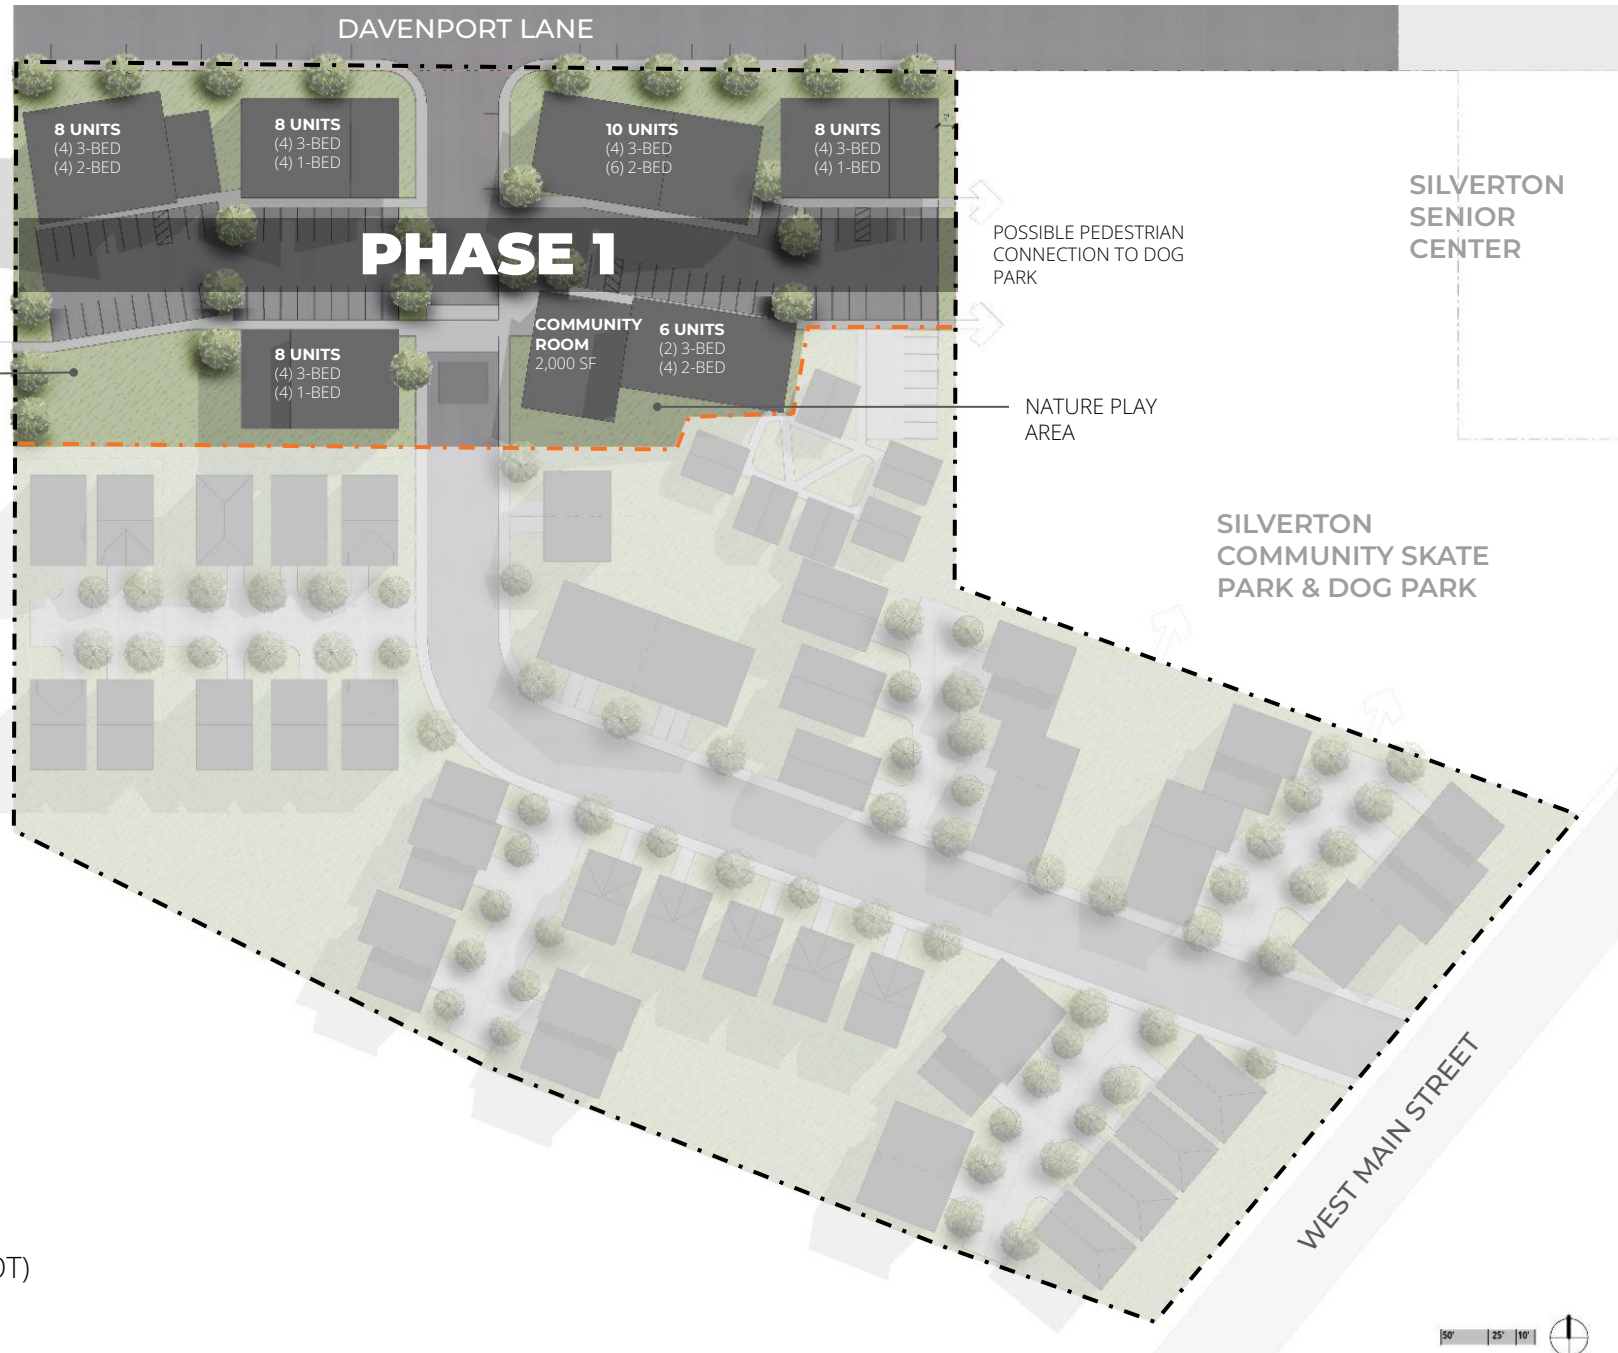 DAVENPORT LANE
8 UNITS
(4) 3-BED
(4) 2-BED
8 UNITS
(4) 3-BED
(4) 1-BED
10 UNITS
(4) 3-BED
(6) 2-BED
8 UNITS
(4) 3-BED
(4) 1-BED
SILVERTON
SENIOR
CENTER
POSSIBLE PEDESTRIAN
CONNECTION TO DOG
PARK
PHASE 1
COMMUNITY
ROOM
2,000 SF
6 UNITS
(2) 3-BED
(4) 2-BED
8 UNITS
(4) 3-BED
(4) 1-BED
NATURE PLAY
AREA
SILVERTON
COMMUNITY SKATE
PARK & DOG PARK
WEST MAIN STREET
OT)
50' 25' 10'